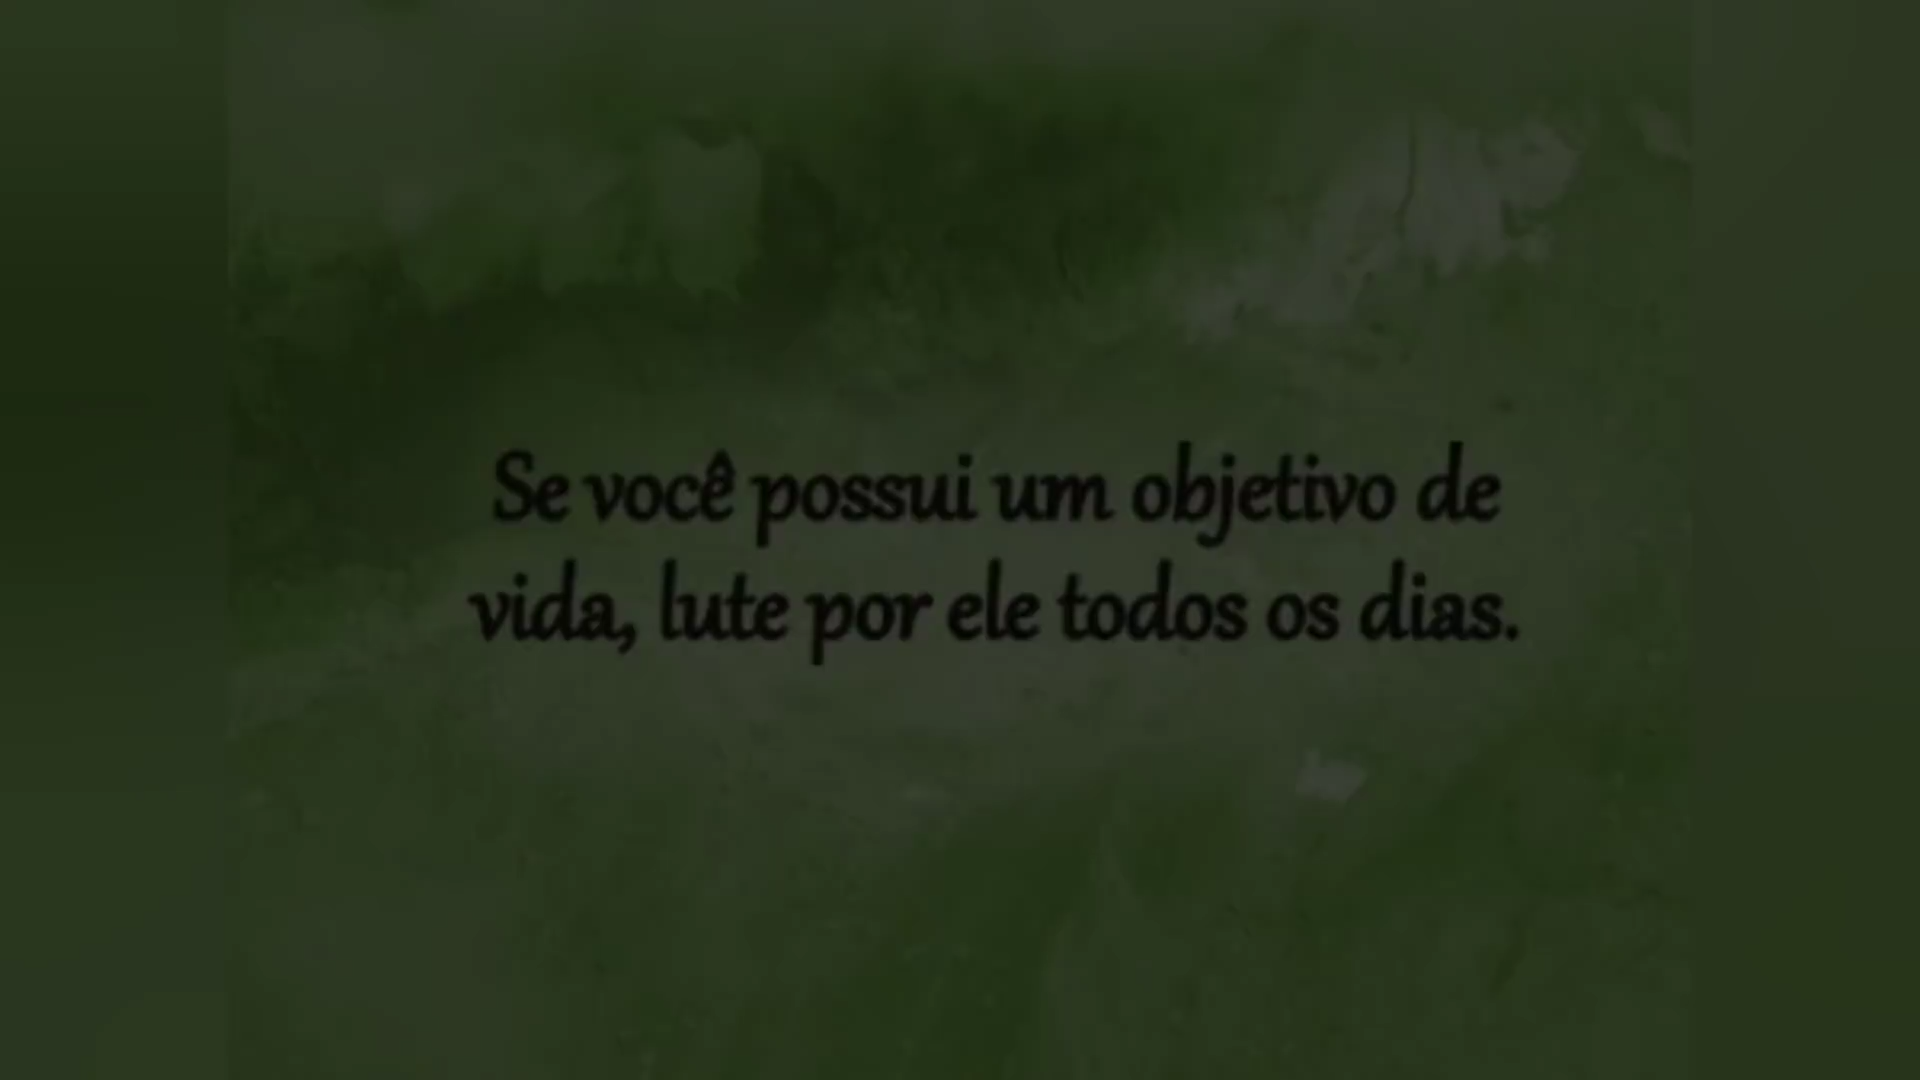 Se você possui um objetivo de
vida, lute por ele todos os dias.